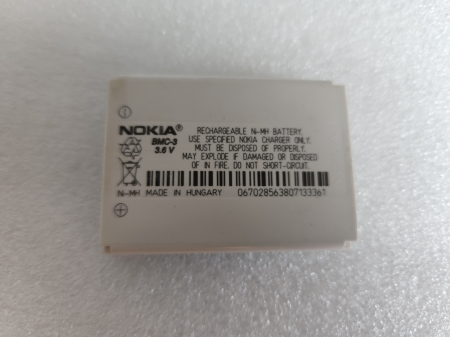 NOKIA®
BMC-3
3.6 V
RECHARGEABLE Ni-MH BATTERY.
USE SPECIFIED NOKIA CHARGER ONLY.
MUST BE DISPOSED OF PROPERLY.
MAY EXPLODE IF DAMAGED OR DISPOSED
OF IN FIRE. DO NOT SHORT-CIRCUIT.
Ni-MH MADE IN HUNGARY
067028563807133361